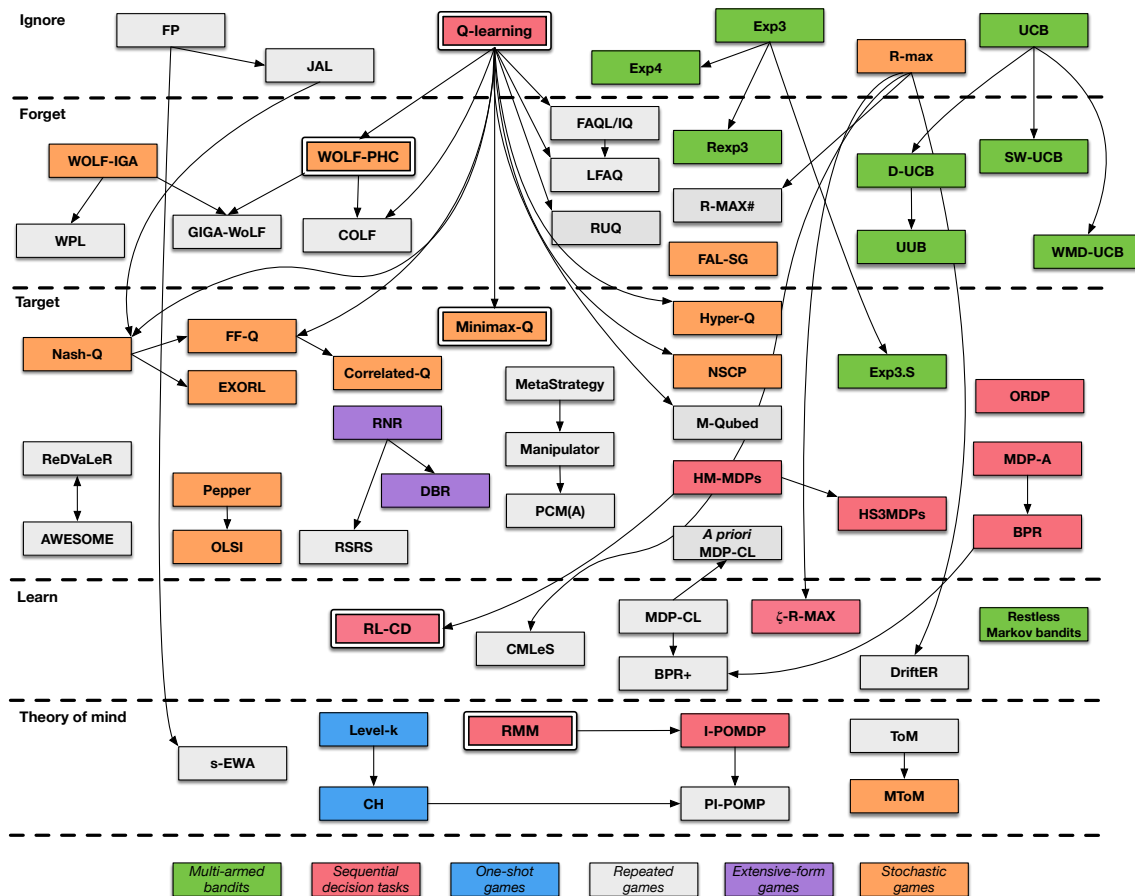 Ignore
FP
JAL
Q-learning
Exp3
Exp4
R-max
UCB
Forget
WOLF-IGA
WPL
GIGA-WoLF
WOLF-PHC
COLF
FAQL/IQ
LFAQ
RUQ
Rexp3
R-MAX#
FAL-SG
D-UCB
UUB
SW-UCB
WMD-UCB
Target
Nash-Q
FF-Q
EXORL
Correlated-Q
Minimax-Q
Hyper-Q
NSCP
M-Qubed
Exp3.S
ORDP
MetaStrategy
Manipulator
PCM(A)
RNR
DBR
RSRS
ReDVaLeR
AWESOME
Pepper
OLSI
HM-MDPs
HS3MDPs
MDP-A
BPR
A priori
MDP-CL
Learn
RL-CD
CMLeS
MDP-CL
BPR+
ζ-R-MAX
DriftER
Restless
Markov bandits
Theory of mind
s-EWA
Level-k
CH
RMM
I-POMDP
PI-POMP
ToM
MToM
Multi-armed
bandits
Sequential
decision tasks
One-shot
games
Repeated
games
Extensive-form
games
Stochastic
games